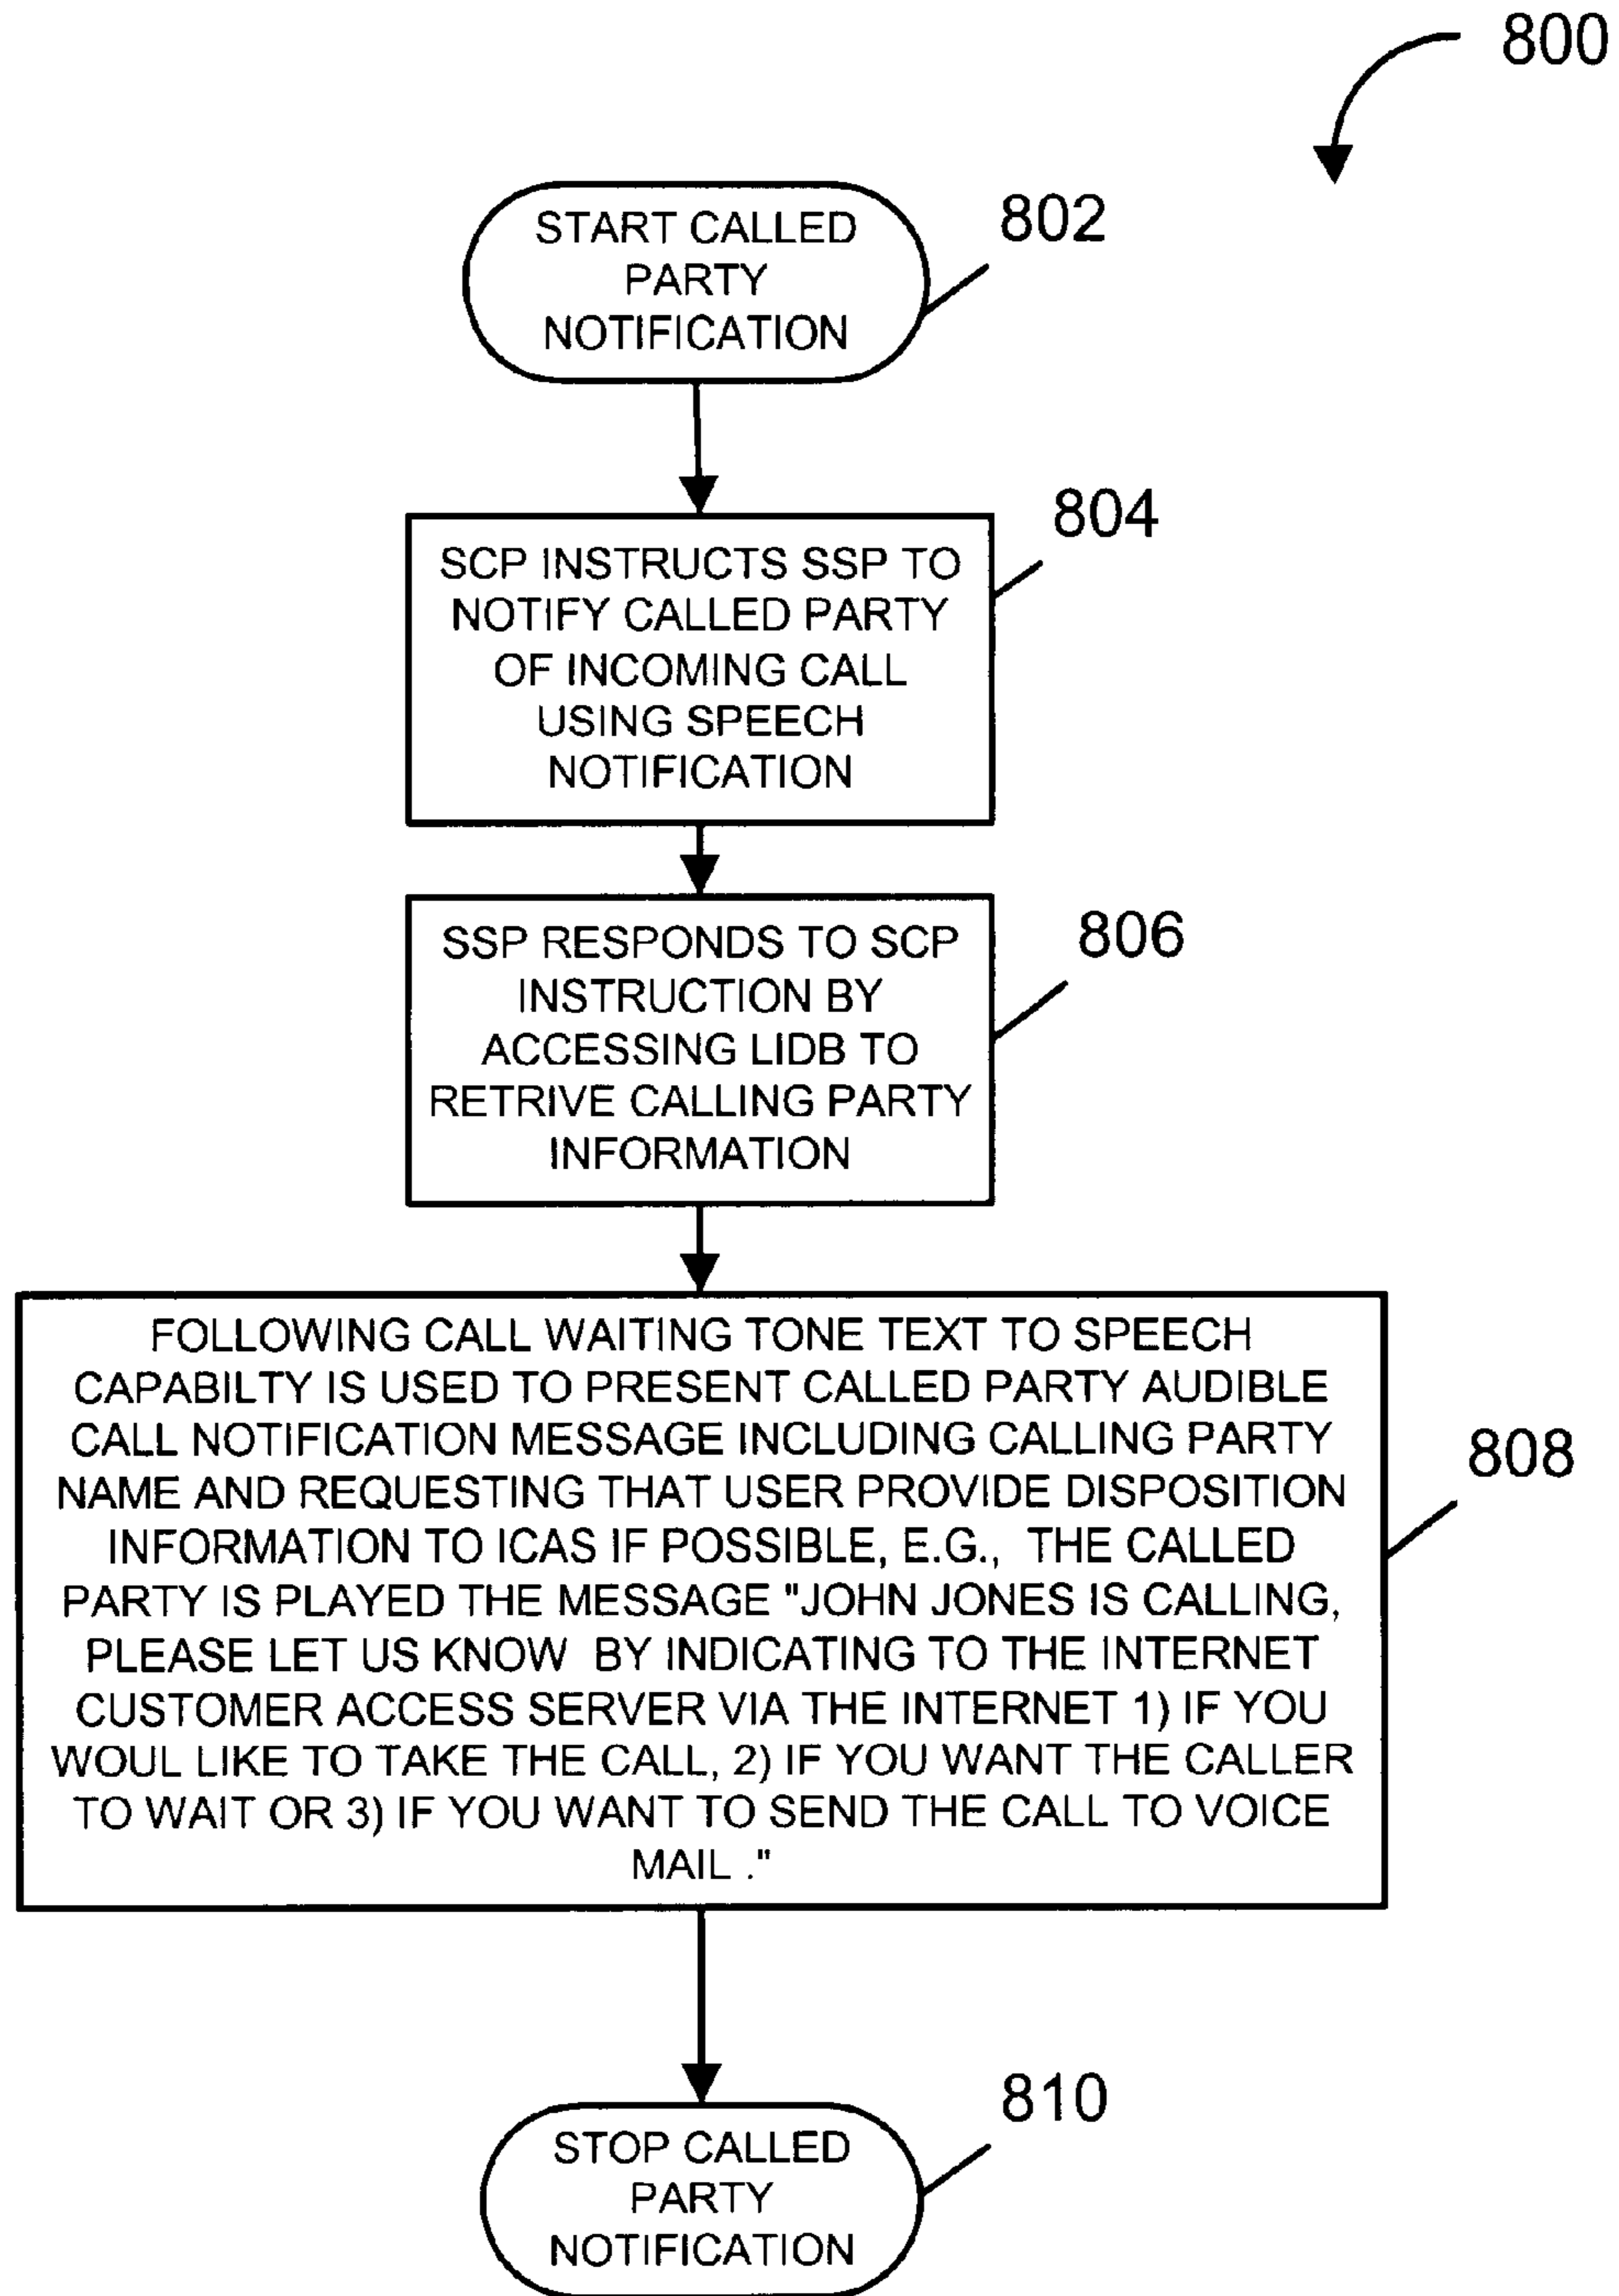 800
START CALLED
PARTY
NOTIFICATION
802
SCP INSTRUCTS SSP TO
NOTIFY CALLED PARTY
OF INCOMING CALL
USING SPEECH
NOTIFICATION
804
SSP RESPONDS TO SCP
INSTRUCTION BY
ACCESSING LIDB TO
RETRIVE CALLING PARTY
INFORMATION
806
FOLLOWING CALL WAITING TONE TEXT TO SPEECH
CAPABILTY IS USED TO PRESENT CALLED PARTY AUDIBLE
CALL NOTIFICATION MESSAGE INCLUDING CALLING PARTY
NAME AND REQUESTING THAT USER PROVIDE DISPOSITION
INFORMATION TO ICAS IF POSSIBLE, E.G., THE CALLED
PARTY IS PLAYED THE MESSAGE "JOHN JONES IS CALLING,
PLEASE LET US KNOW BY INDICATING TO THE INTERNET
CUSTOMER ACCESS SERVER VIA THE INTERNET 1) IF YOU
WOUL LIKE TO TAKE THE CALL, 2) IF YOU WANT THE CALLER
TO WAIT OR 3) IF YOU WANT TO SEND THE CALL TO VOICE
MAIL ."
808
STOP CALLED
PARTY
NOTIFICATION
810